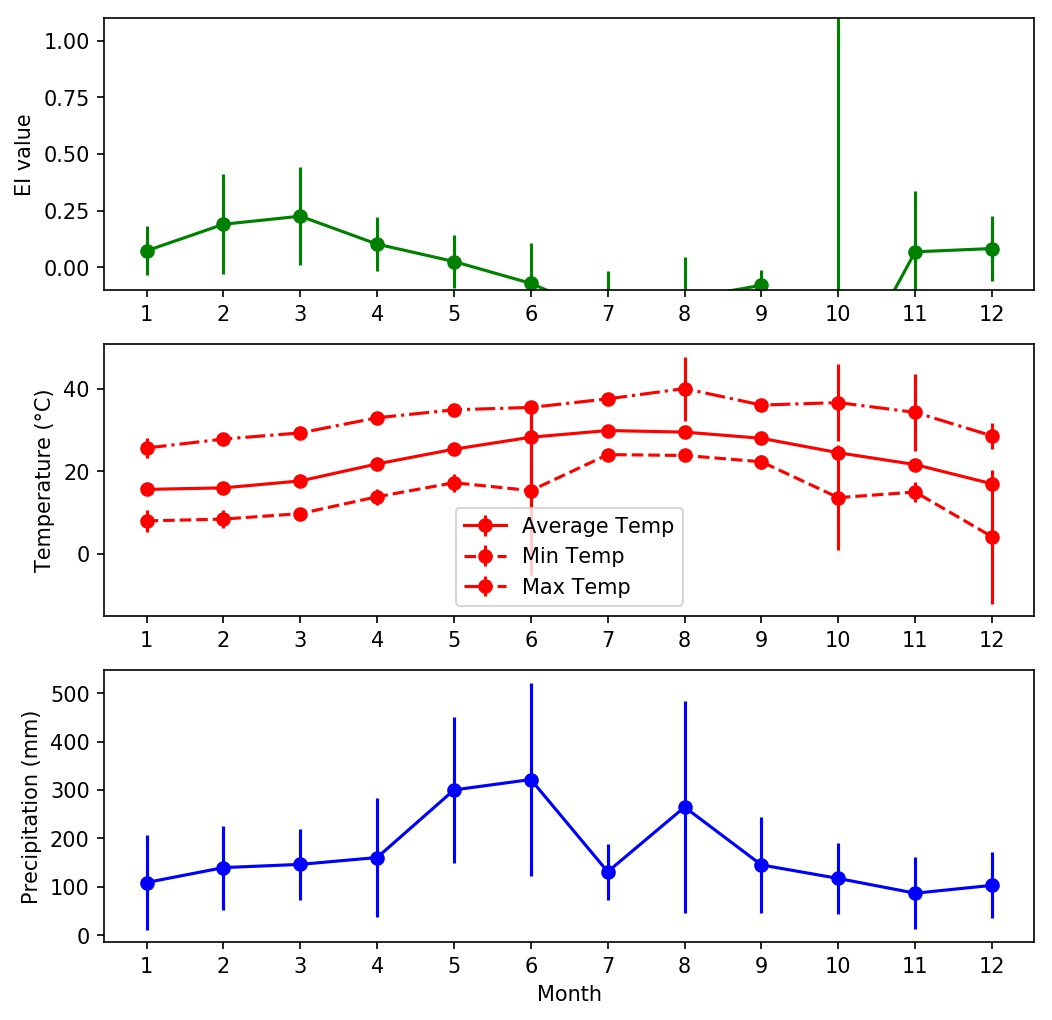 EI value
1.00
0.75
0.50
0.25
0.00
1 2 3 4 5 6 7 8 9 10 11 12
Temperature (°C)
40
20
0
Average Temp
Min Temp
Max Temp
1 2 3 4 5 6 7 8 9 10 11 12
Precipitation (mm)
500
400
300
200
100
0
1 2 3 4 5 6 7 8 9 10 11 12
Month